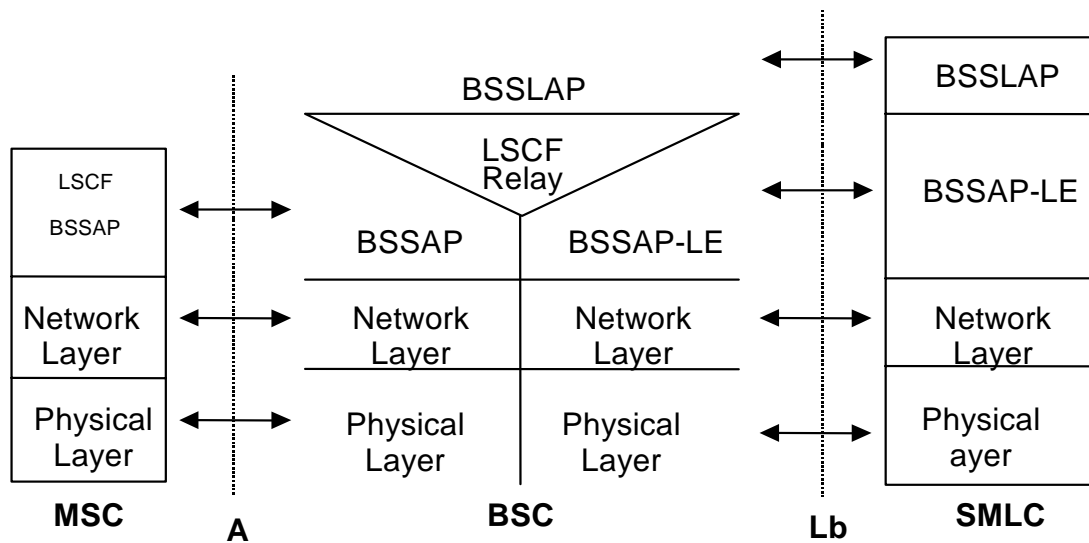 BSSLAP
LSCF
Relay
BSSAP
BSSAP-LE
LSCF
BSSAP
BSSLAP
BSSAP-LE
Network
Layer
Network
Layer
Network
Layer
Network
Layer
Physical
Layer
Physical
Layer
Physical
Layer
Physical
ayer
MSC
A
BSC
Lb
SMLC